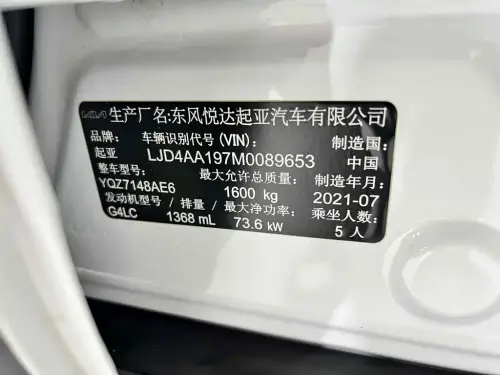 KIA 生产厂名:东风悦达起亚汽车有限公司
品牌: 车辆识别代号(VIN): 制造国:
起亚 LJD4AA197M0089653 中国
整车型号: 最大允许总质量: 制造年月:
YQZ7148AE6 1600 kg 2021-07
发动机型号/排量/最大净功率: 乘坐人数:
G4LC 1368 mL 73.6 kW 5 人